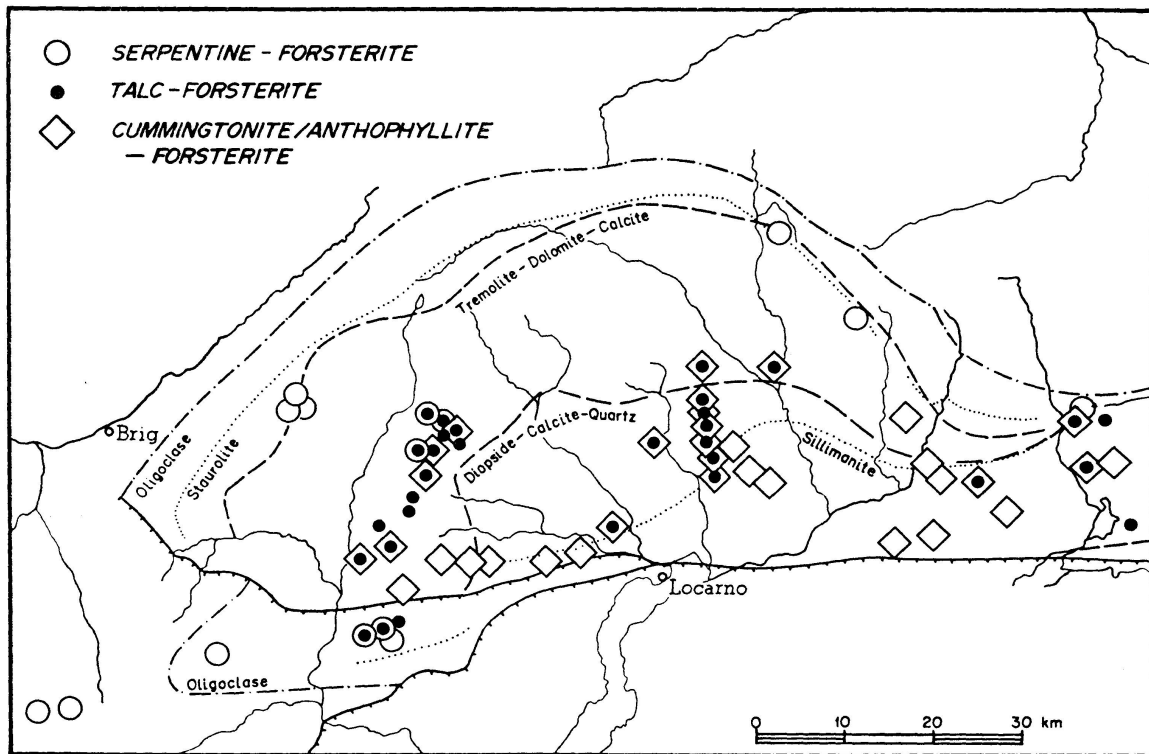 SERPENTINE - FORSTERITE
TALC - FORSTERITE
CUMMINGTONITE/ANTHOPHYLLITE
- FORSTERITE
Tremolite - Dolomite - Calcite
Brig
Oligoclase
Staurolite
Diopside - Calcite - Quartz
Sillimanite
Locarno
Oligoclase
0 10 20 30 km